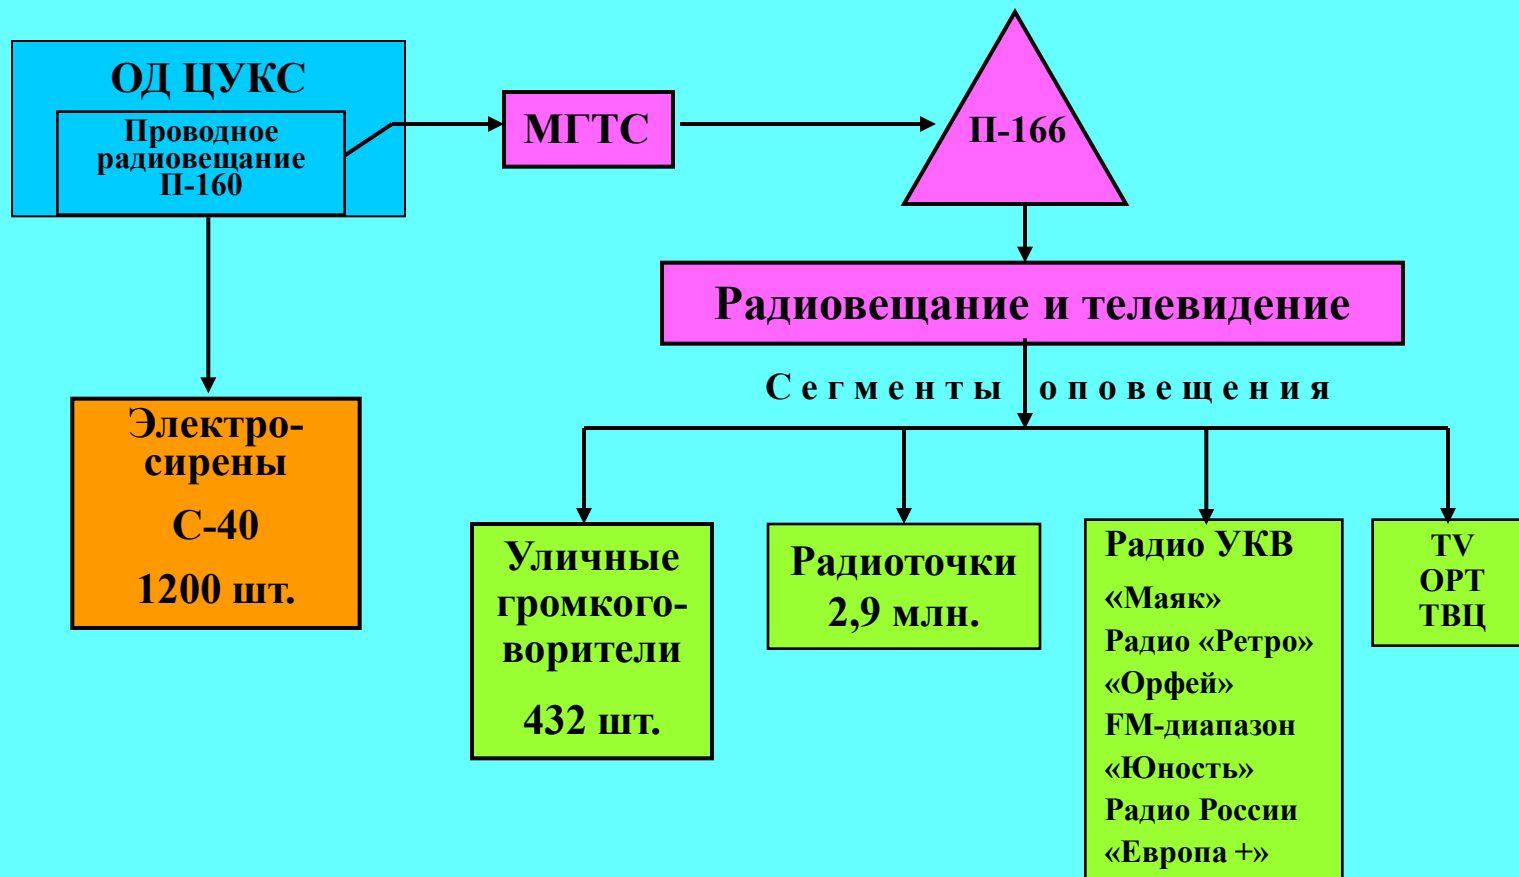 ОД ЦУКС
Проводное
радиовещание
П-160
МГТС
П-166
Радиовещание и телевидение
Сегменты оповещения
Электро-
сирены
С-40
1200 шт.
Уличные
громкого-
ворители
432 шт.
Радиоточки
2,9 млн.
Радио УКВ
«Маяк»
Радио «Ретро»
«Орфей»
FM-диапазон
«Юность»
Радио России
«Европа +»
TV
ОРТ
ТВЦ